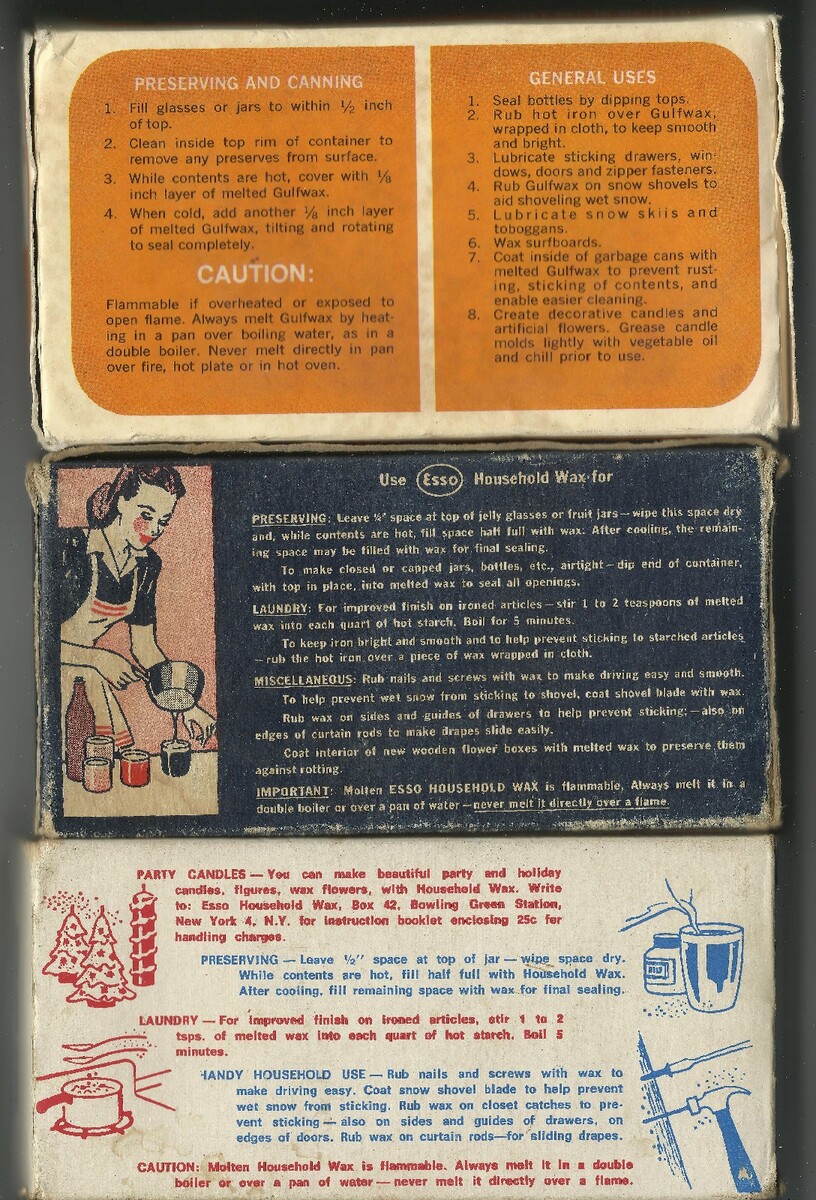 PRESERVING AND CANNING
1. Fill glasses or jars to within ½ inch
of top.
2. Clean inside top rim of container to
remove any preserves from surface.
3. While contents are hot, cover with ⅛
inch layer of melted Gulfwax.
4. When cold, add another ⅛ inch layer
of melted Gulfwax, tilting and rotating
to seal completely.
CAUTION:
Flammable if overheated or exposed to
open flame. Always melt Gulfwax by heat-
ing in a pan over boiling water, as in a
double boiler. Never melt directly in pan
over fire, hot plate or in hot oven.
GENERAL USES
1. Seal bottles by dipping tops.
2. Rub hot iron over Gulfwax,
wrapped in cloth, to keep smooth
and bright.
3. Lubricate sticking drawers, win-
dows, doors and zipper fasteners.
4. Rub Gulfwax on snow shovels to
aid shoveling wet snow.
5. Lubricate snow skiis and
toboggans.
6. Wax surfboards.
7. Coat inside of garbage cans with
melted Gulfwax to prevent rust-
ing, sticking of contents, and
enable easier cleaning.
8. Create decorative candles and
artificial flowers. Grease candle
molds lightly with vegetable oil
and chill prior to use.
Use Esso Household Wax for
PRESERVING: Leave space at top of jelly glasses or fruit jars—wipe this space dry
and, while contents are hot, fill space half full with wax. After cooling, the remain-
ing space may be filled with wax for final sealing.
To make closed or capped jars, bottles, etc., airtight—dip end of container,
with top in place, into melted wax to seal all openings.
LAUNDRY: For improved finish on ironed articles—stir 1 to 2 teaspoons of melted
wax into each quart of hot starch. Boil for 5 minutes.
To keep iron bright and smooth and to help prevent sticking to starched articles
—rub the hot iron over a piece of wax wrapped in cloth.
MISCELLANEOUS: Rub nails and screws with wax to make driving easy and smooth.
To help prevent wet snow from sticking to shovel, coat shovel blade with wax.
Rub wax on sides and guides of drawers to help prevent sticking;—also on
edges of curtain rods to make drapes slide easily.
Coat interior of new wooden flower boxes with melted wax to preserve them
against rotting.
IMPORTANT: Molten ESSO HOUSEHOLD WAX is flammable, Always melt it in a
double boiler or over a pan of water—never melt it directly over a flame.
PARTY CANDLES — You can make beautiful party and holiday
candles, figures, wax flowers, with Household Wax. Write
to: Esso Household Wax, Box 42, Bowling Green Station,
New York 4, N.Y. for instruction booklet enclosing 25c for
handling charges.
PRESERVING — Leave ½" space at top of jar — wipe space dry.
While contents are hot, fill half full with Household Wax.
After cooling, fill remaining space with wax for final sealing.
LAUNDRY — For improved finish on ironed articles, stir 1 to 2
tsps. of melted wax into each quart of hot starch. Boil 5
minutes.
HANDY HOUSEHOLD USE — Rub nails and screws with wax to
make driving easy. Coat snow shovel blade to help prevent
wet snow from sticking. Rub wax on closet catches to pre-
vent sticking — also on sides and guides of drawers, on
edges of doors. Rub wax on curtain rods—for sliding drapes.
CAUTION: Molten Household Wax is flammable. Always melt it in a double
boiler or over a pan of water — never melt it directly over a flame.